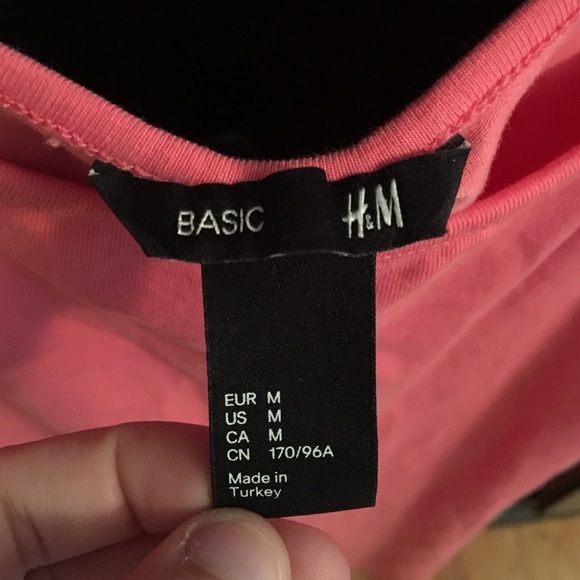 BASIC H&M
EUR M
US M
CA M
CN 170/96A
Made in
Turkey